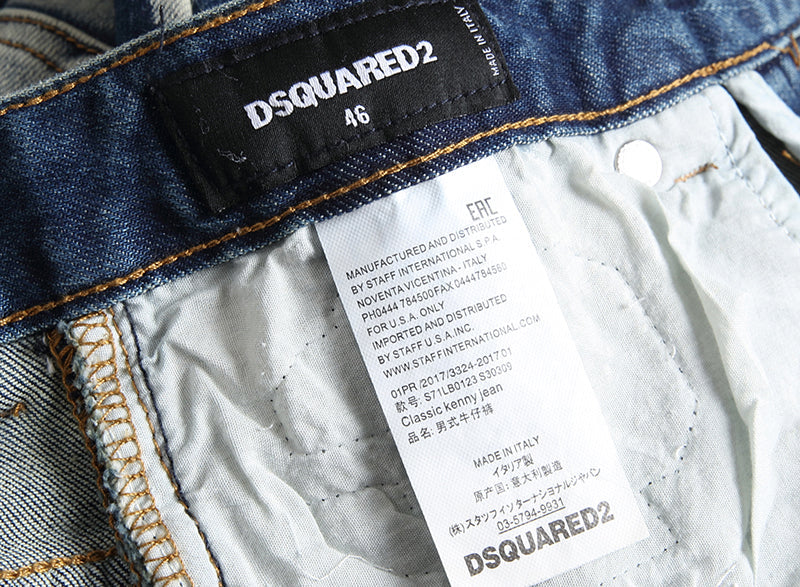 DSQUARED2
46
MADE IN ITALY
EAC
MANUFACTURED AND DISTRIBUTED
BY STAFF INTERNATIONAL S.P.A.
NOVENTA VICENTINA - ITALY
PH0444 784500FAX 0444784560
FOR U.S.A. ONLY
IMPORTED AND DISTRIBUTED
BY STAFF U.S.A. INC.
WWW.STAFFINTERNATIONAL.COM
01PR /2017/3324-201701
款号: S71LB0123 S30309
Classic kenny jean
品名: 男式牛仔裤
MADE IN ITALY
イタリア製
原产国: 意大利製造
(株)スタッフインターナショナルジャパン
03-5794-9931
DSQUARED2